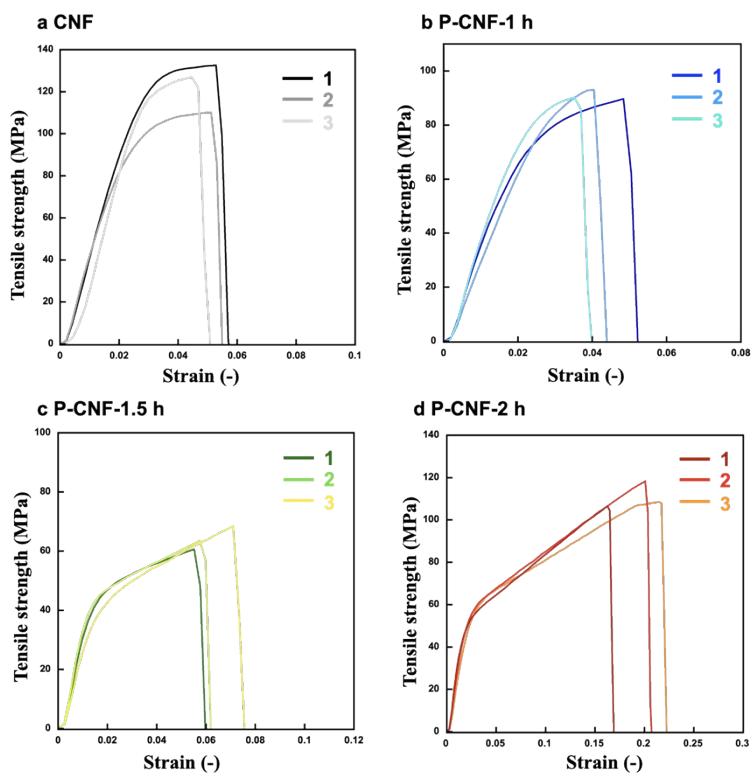 a CNF
140
120
100
80
60
40
20
0
0 0.02 0.04 0.06 0.08 0.1
Tensile strength (MPa)
Strain (-)
1
2
3
b P-CNF-1 h
100
80
60
40
20
0
0 0.02 0.04 0.06 0.08
Tensile strength (MPa)
Strain (-)
1
2
3
c P-CNF-1.5 h
100
80
60
40
20
0
0 0.02 0.04 0.06 0.08 0.1 0.12
Tensile strength (MPa)
Strain (-)
1
2
3
d P-CNF-2 h
140
120
100
80
60
40
20
0
0 0.05 0.1 0.15 0.2 0.25 0.3
Tensile strength (MPa)
Strain (-)
1
2
3